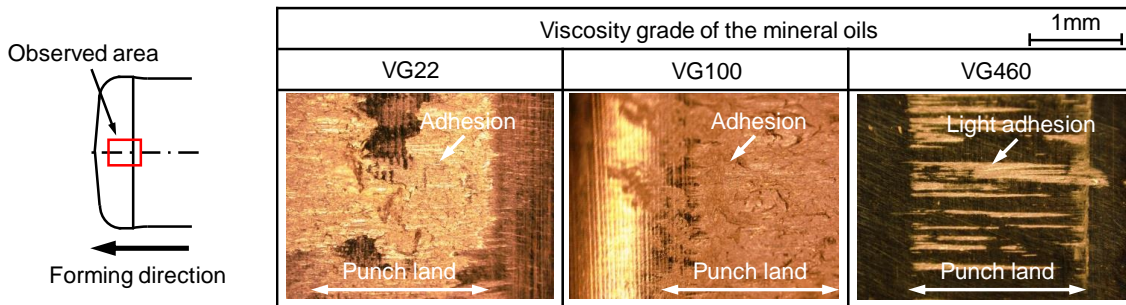 Observed area
Forming direction
Viscosity grade of the mineral oils
1mm
VG22
VG100
VG460
Adhesion
Adhesion
Light adhesion
Punch land
Punch land
Punch land